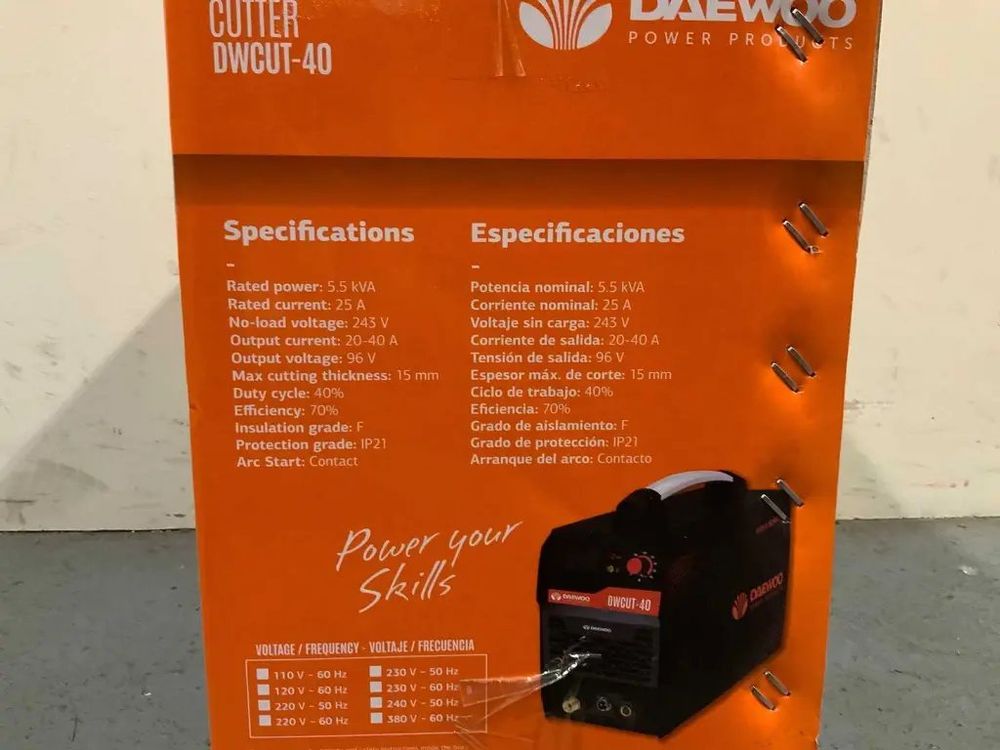 CUTTER
DWCUT-40
DAEWOO
POWER PRODUCTS
Specifications
-
Rated power: 5.5 kVA
Rated current: 25 A
No-load voltage: 243 V
Output current: 20-40 A
Output voltage: 96 V
Max cutting thickness: 15 mm
Duty cycle: 40%
Efficiency: 70%
Insulation grade: F
Protection grade: IP21
Arc Start: Contact
Especificaciones
-
Potencia nominal: 5.5 kVA
Corriente nominal: 25 A
Voltaje sin carga: 243 V
Corriente de salida: 20-40 A
Tensión de salida: 96 V
Espesor máx. de corte: 15 mm
Ciclo de trabajo: 40%
Eficiencia: 70%
Grado de aislamiento: F
Grado de protección: IP21
Arranque del arco: Contacto
Power your
Skills
DAEWOO
DWCUT-40
DAEWOO
DAEWOO
VOLTAGE / FREQUENCY - VOLTAJE / FRECUENCIA
110 V - 60 Hz
120 V - 60 Hz
220 V - 50 Hz
220 V - 60 Hz
230 V - 50 Hz
230 V - 60 Hz
240 V - 50 Hz
380 V - 60 Hz